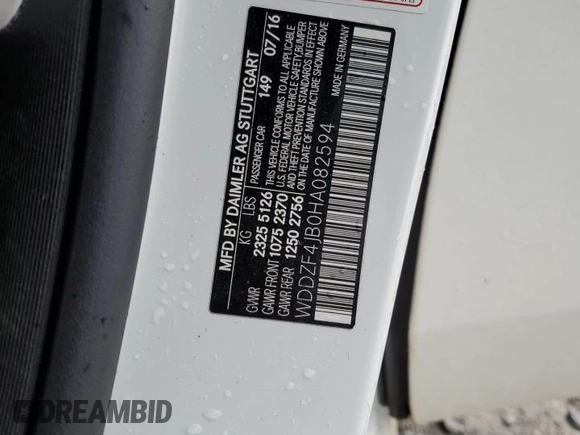 MFD BY DAIMLER AG STUTTGART
PASSENGER CAR 149 07/16
KG LBS
GVWR 2325 5126
GAWR FRONT 1075 2370
GAWR REAR 1250 2756
THIS VEHICLE CONFORMS TO ALL APPLICABLE
U.S. FEDERAL MOTOR VEHICLE SAFETY, BUMPER
AND THEFT PREVENTION STANDARDS IN EFFECT
ON THE DATE OF MANUFACTURE SHOWN ABOVE
WDDZF4JB0HA082594
MADE IN GERMANY
DREAMBID